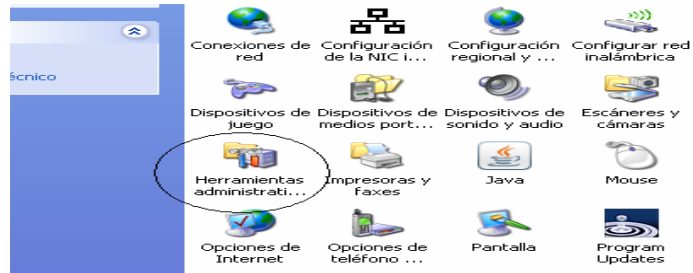 Conexiones de Configuración Configuración Configurar red
red de la NIC i... regional y ... inalámbrica
écnico
Dispositivos de Dispositivos de Dispositivos de Escáneres y
juego medios port... sonido y audio cámaras
Herramientas Impresoras y Java Mouse
administrati... faxes
Opciones de Opciones de Pantalla Program
Internet teléfono ... Updates